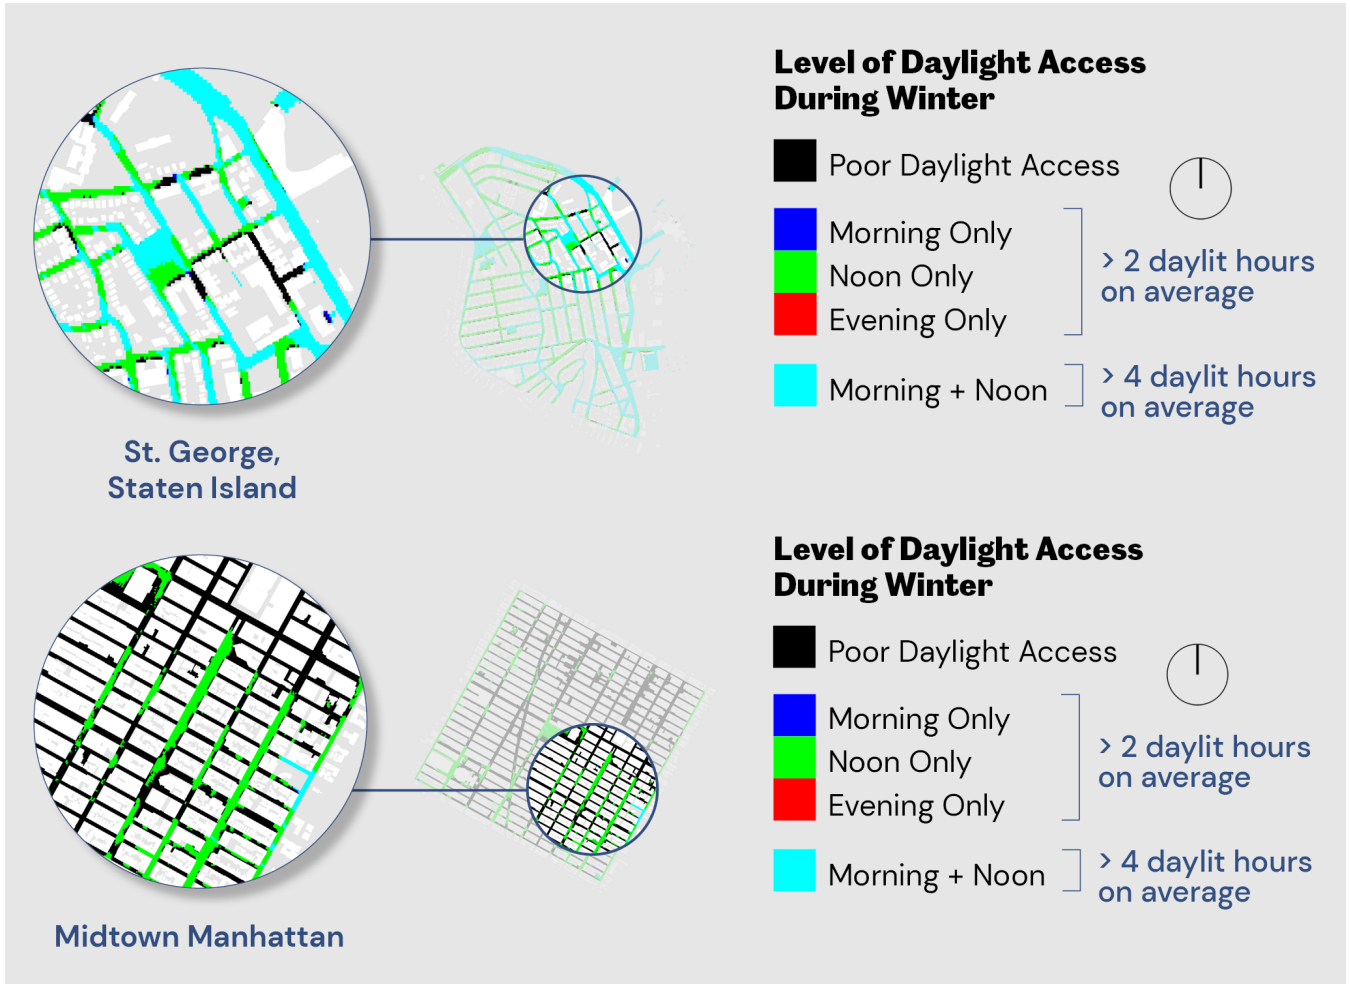 Level of Daylight Access
During Winter
Poor Daylight Access
Morning Only
Noon Only
Evening Only
> 2 daylit hours
on average
Morning + Noon
> 4 daylit hours
on average
St. George,
Staten Island
Level of Daylight Access
During Winter
Poor Daylight Access
Morning Only
Noon Only
Evening Only
> 2 daylit hours
on average
Morning + Noon
> 4 daylit hours
on average
Midtown Manhattan